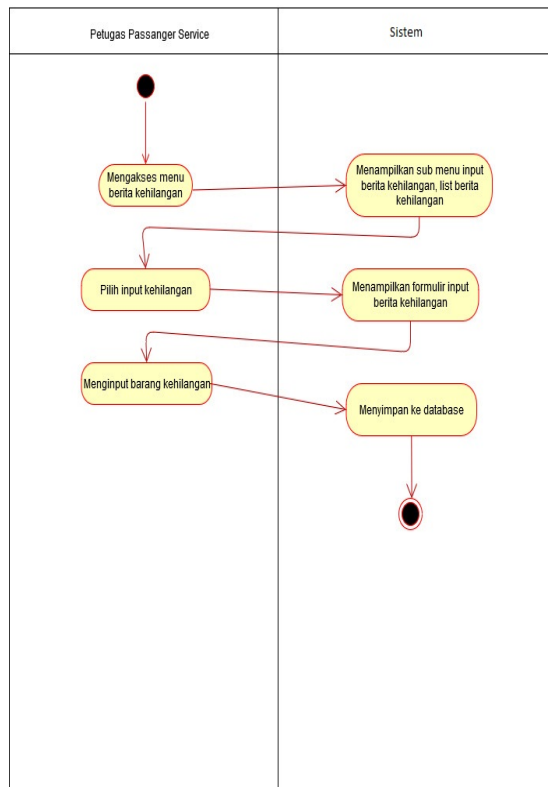 Petugas Passanger Service
Sistem
Mengakses menu
berita kehilangan
Menampilkan sub menu input
berita kehilangan, list berita
kehilangan
Pilih input kehilangan
Menampilkan formulir input
berita kehilangan
Menginput barang kehilangan
Menyimpan ke database